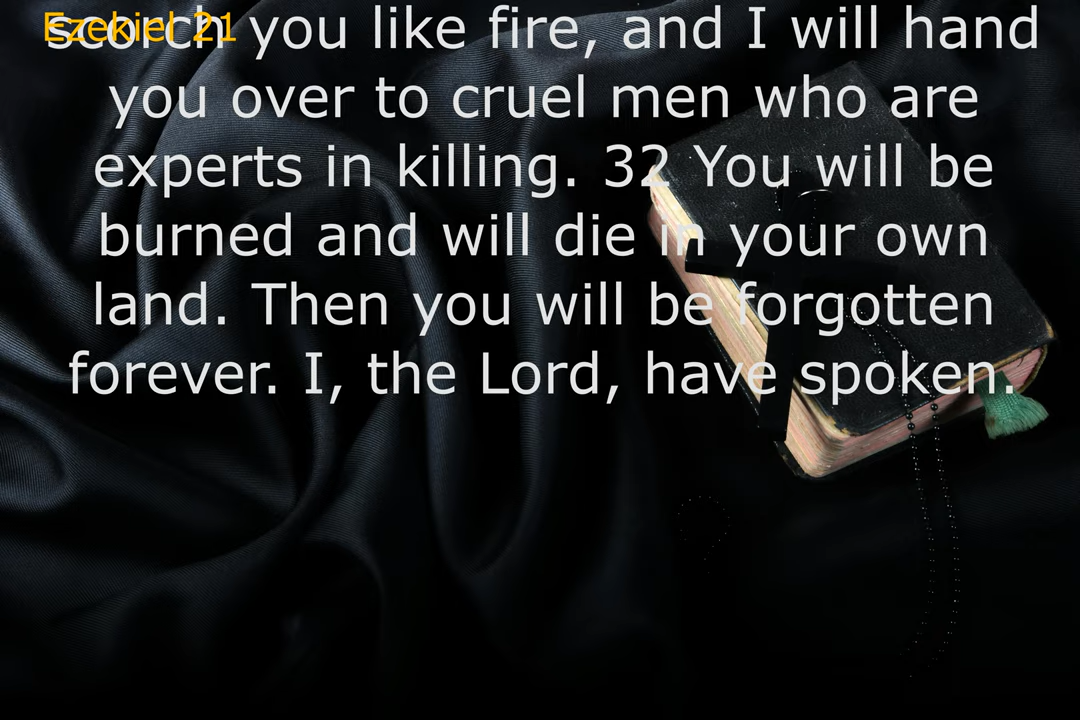 Ezekiel 21
scorch you like fire, and I will hand
you over to cruel men who are
experts in killing. 32 You will be
burned and will die in your own
land. Then you will be forgotten
forever. I, the Lord, have spoken.